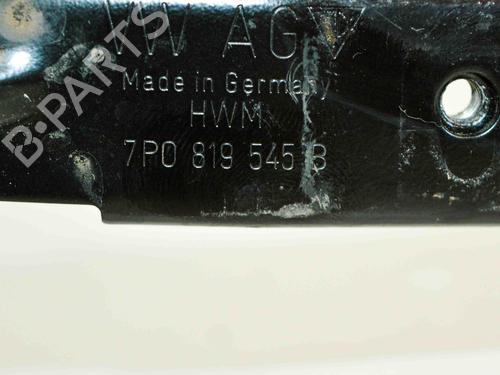 VW AG
Made in Germany
HWM
7P0 819 545 B
B-PARTS